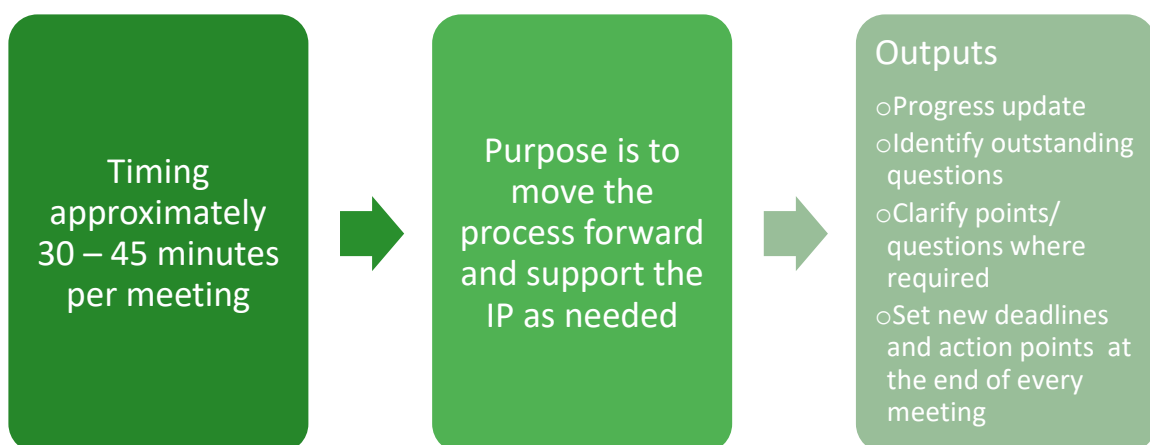 Timing
approximately
30 – 45 minutes
per meeting
Purpose is to
move the
process forward
and support the
IP as needed
Outputs
oProgress update
oIdentify outstanding
questions
oClarify points/
questions where
required
oSet new deadlines
and action points  at
the end of every
meeting